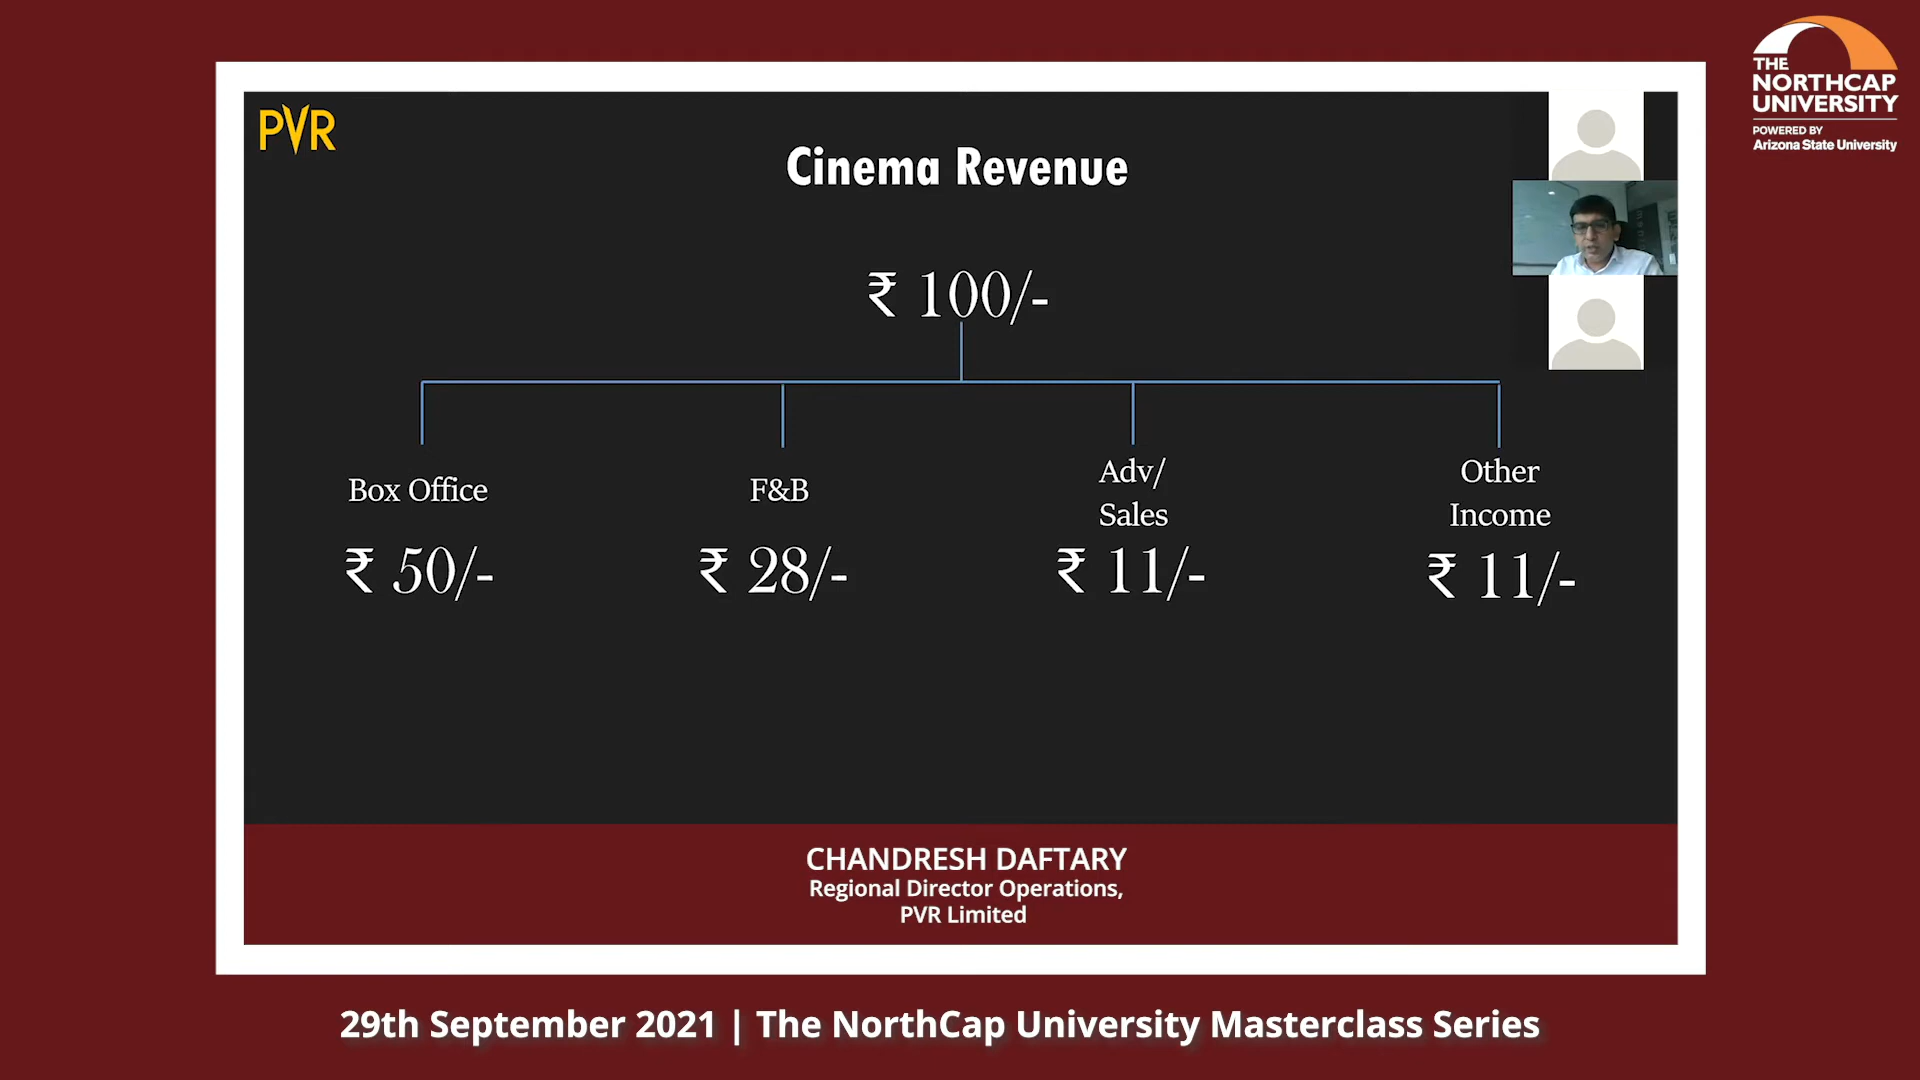 PVR
Cinema Revenue
₹ 100/-
Box Office
₹ 50/-
F&B
₹ 28/-
Adv/
Sales
₹ 11/-
Other
Income
₹ 11/-
CHANDRESH DAFTARY
Regional Director Operations,
PVR Limited
29th September 2021 | The NorthCap University Masterclass Series
THE
NORTHCAP
UNIVERSITY
POWERED BY
Arizona State University